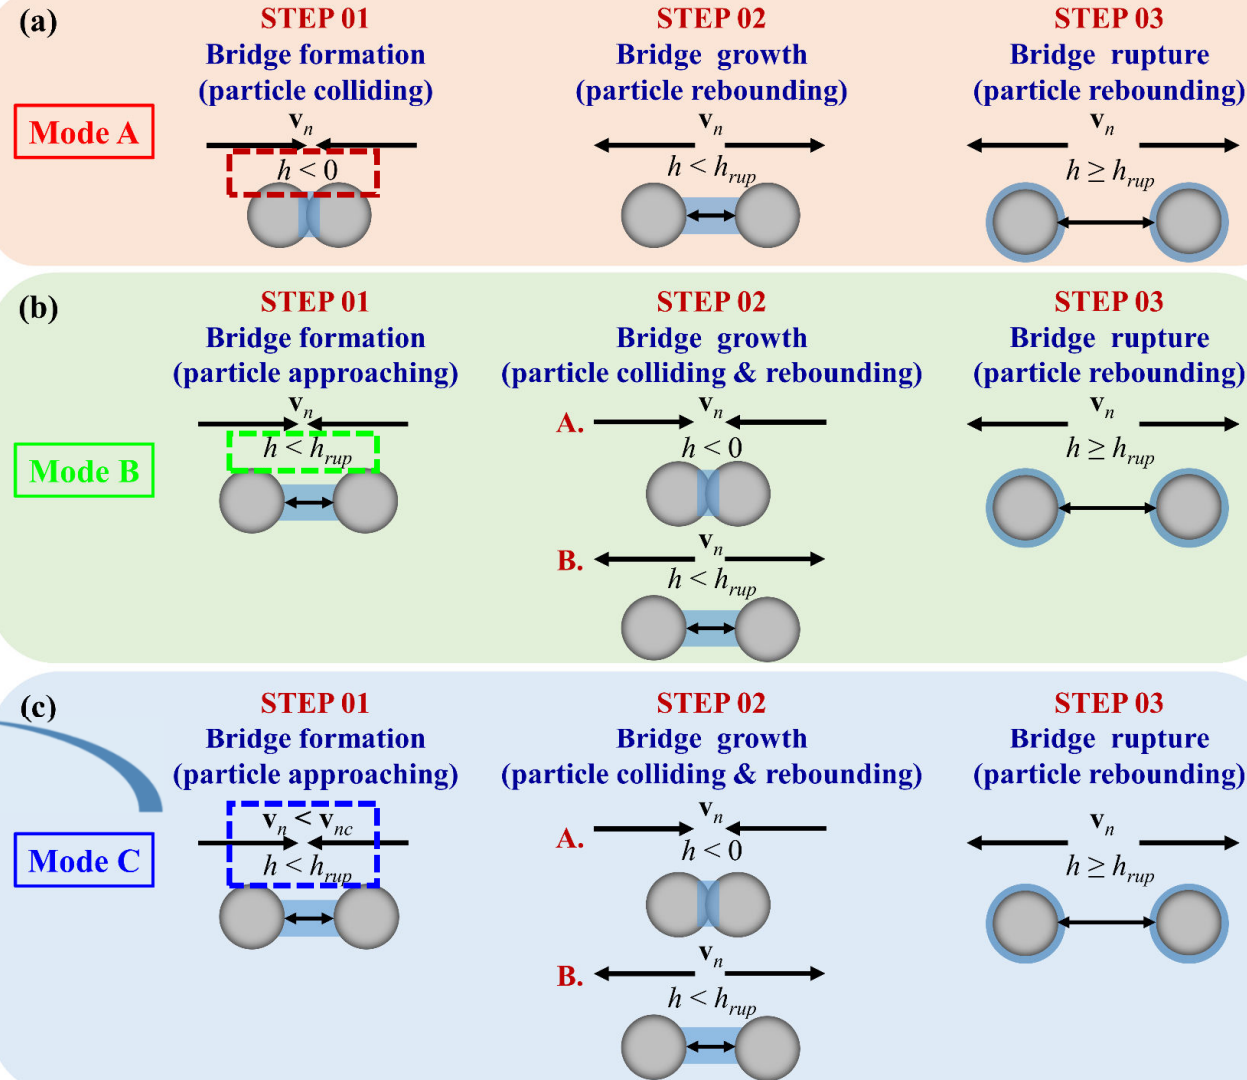 (a)
STEP 01
STEP 02
STEP 03
Bridge formation
Bridge growth
Bridge rupture
(particle colliding)
(particle rebounding)
(particle rebounding)
Mode A
vn
vn
vn
h < 0
h < hrup
h ≥ hrup
(b)
STEP 01
STEP 02
STEP 03
Bridge formation
Bridge growth
Bridge rupture
(particle approaching)
(particle colliding & rebounding)
(particle rebounding)
Mode B
vn
A.
vn
vn
h < hrup
h < 0
h ≥ hrup
B.
vn
h < hrup
(c)
STEP 01
STEP 02
STEP 03
Bridge formation
Bridge growth
Bridge rupture
(particle approaching)
(particle colliding & rebounding)
(particle rebounding)
Mode C
vn < vnc
A.
vn
vn
h < hrup
h < 0
h ≥ hrup
B.
vn
h < hrup